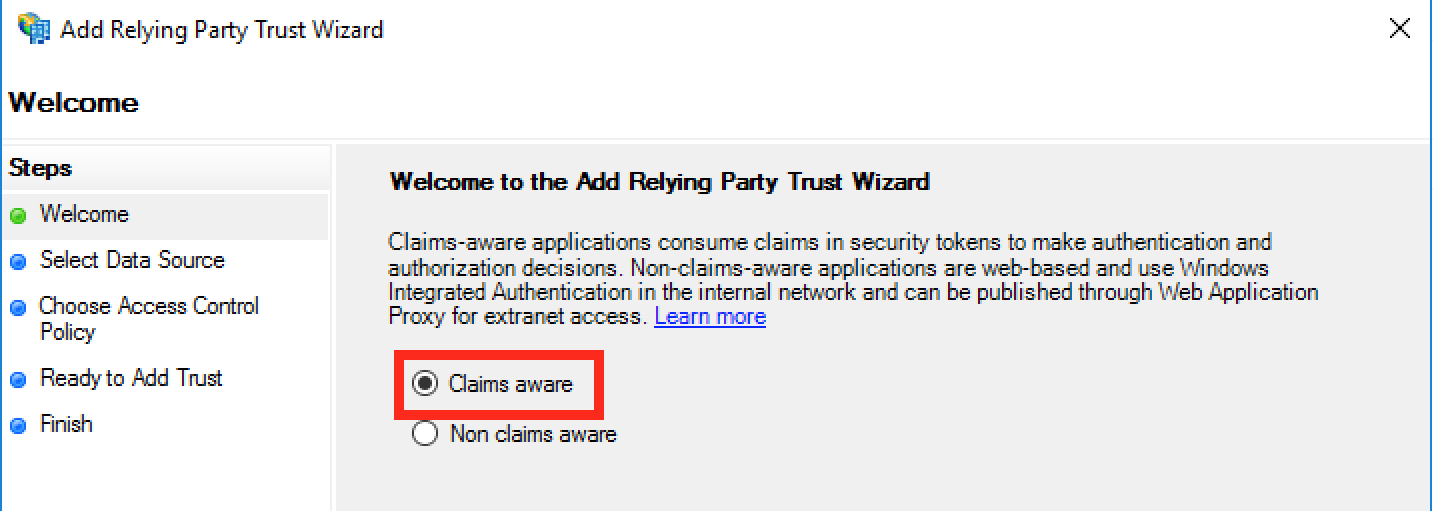 Add Relying Party Trust Wizard
Welcome
Steps
Welcome
Select Data Source
Choose Access Control
Policy
Ready to Add Trust
Finish
Welcome to the Add Relying Party Trust Wizard
Claims-aware applications consume claims in security tokens to make authentication and
authorization decisions. Non-claims-aware applications are web-based and use Windows
Integrated Authentication in the internal network and can be published through Web Application
Proxy for extranet access. Learn more
Claims aware
Non claims aware